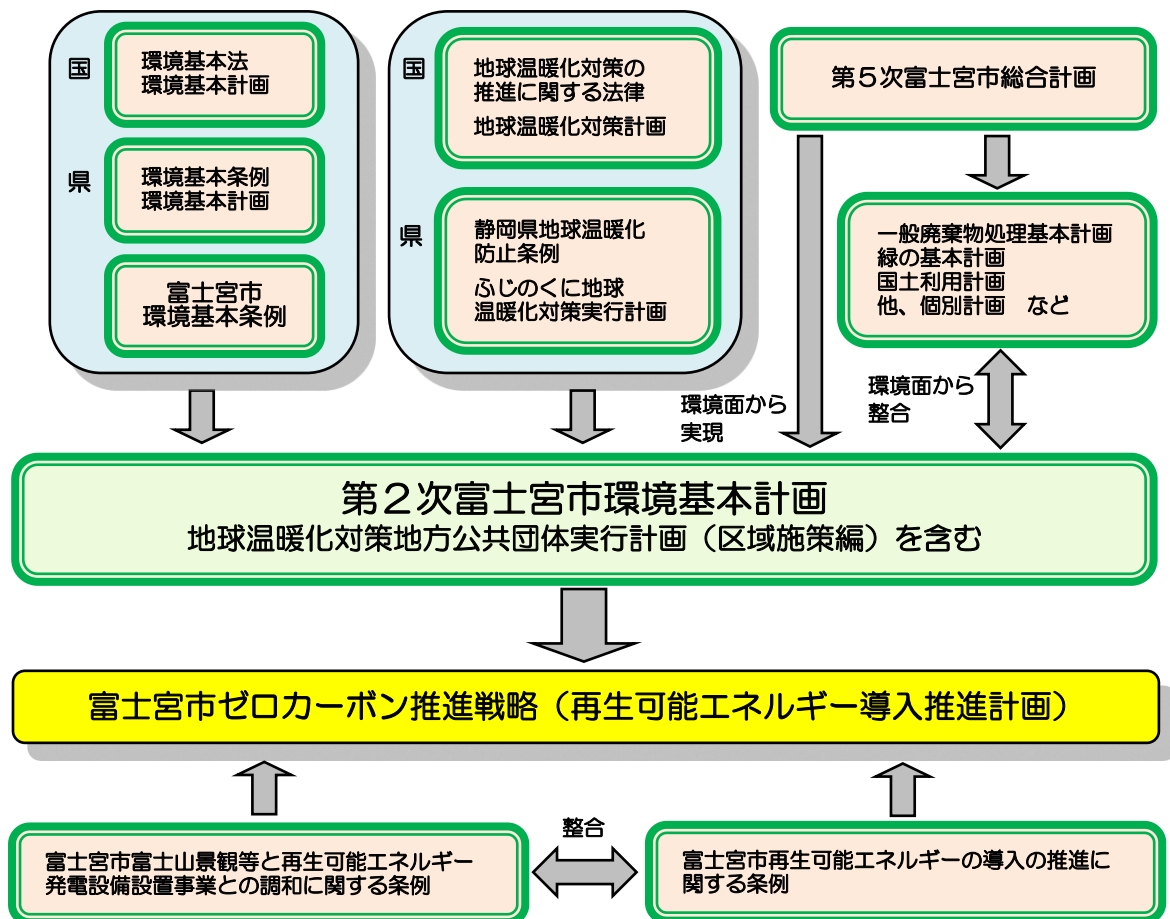 国
環境基本法
環境基本計画
県
環境基本条例
環境基本計画
富士宮市
環境基本条例
国
地球温暖化対策の
推進に関する法律
地球温暖化対策計画
県
静岡県地球温暖化
防止条例
ふじのくに地球
温暖化対策実行計画
第5次富士宮市総合計画
一般廃棄物処理基本計画
緑の基本計画
国土利用計画
他、個別計画　など
環境面から
実現
環境面から
整合
第2次富士宮市環境基本計画
地球温暖化対策地方公共団体実行計画（区域施策編）を含む
富士宮市ゼロカーボン推進戦略（再生可能エネルギー導入推進計画）
富士宮市富士山景観等と再生可能エネルギー
発電設備設置事業との調和に関する条例
整合
富士宮市再生可能エネルギーの導入の推進に
関する条例